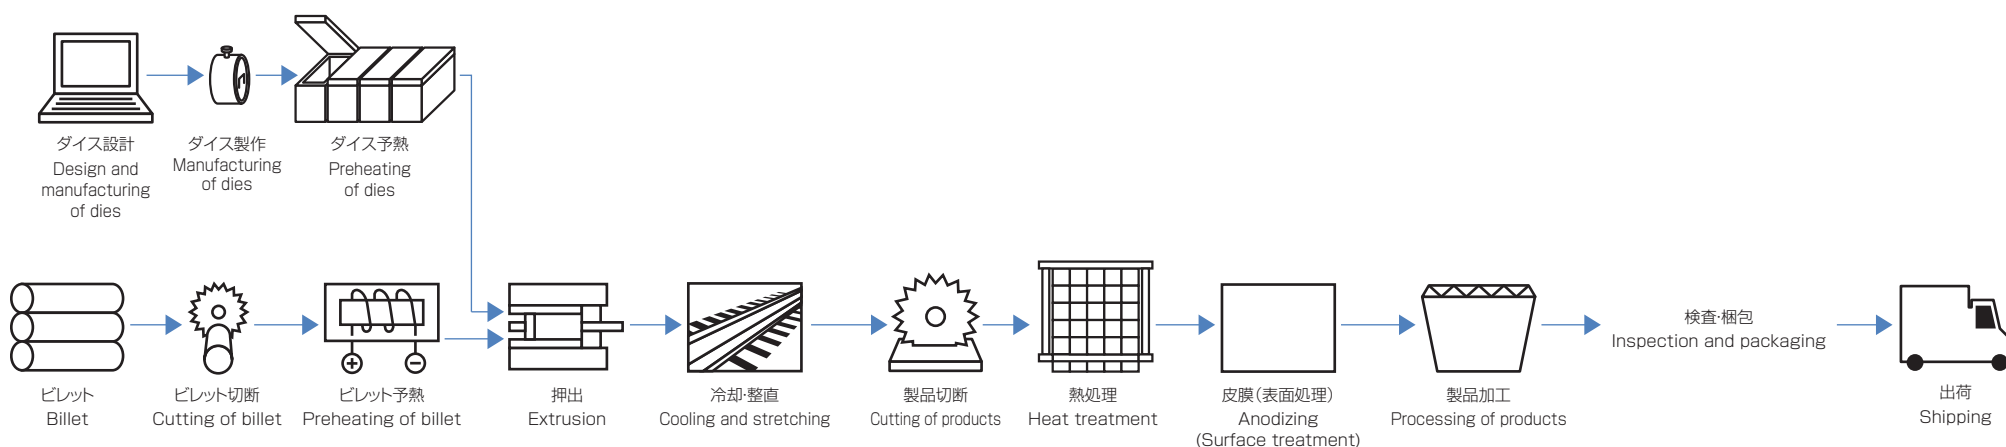 ダイス設計
Design and
manufacturing
of dies
ダイス製作
Manufacturing
of dies
ダイス予熱
Preheating
of dies
ビレット
Billet
ビレット切断
Cutting of billet
ビレット予熱
Preheating of billet
押出
Extrusion
冷却・整直
Cooling and stretching
製品切断
Cutting of products
熱処理
Heat treatment
皮膜(表面処理)
Anodizing
(Surface treatment)
製品加工
Processing of products
検査・梱包
Inspection and packaging
出荷
Shipping